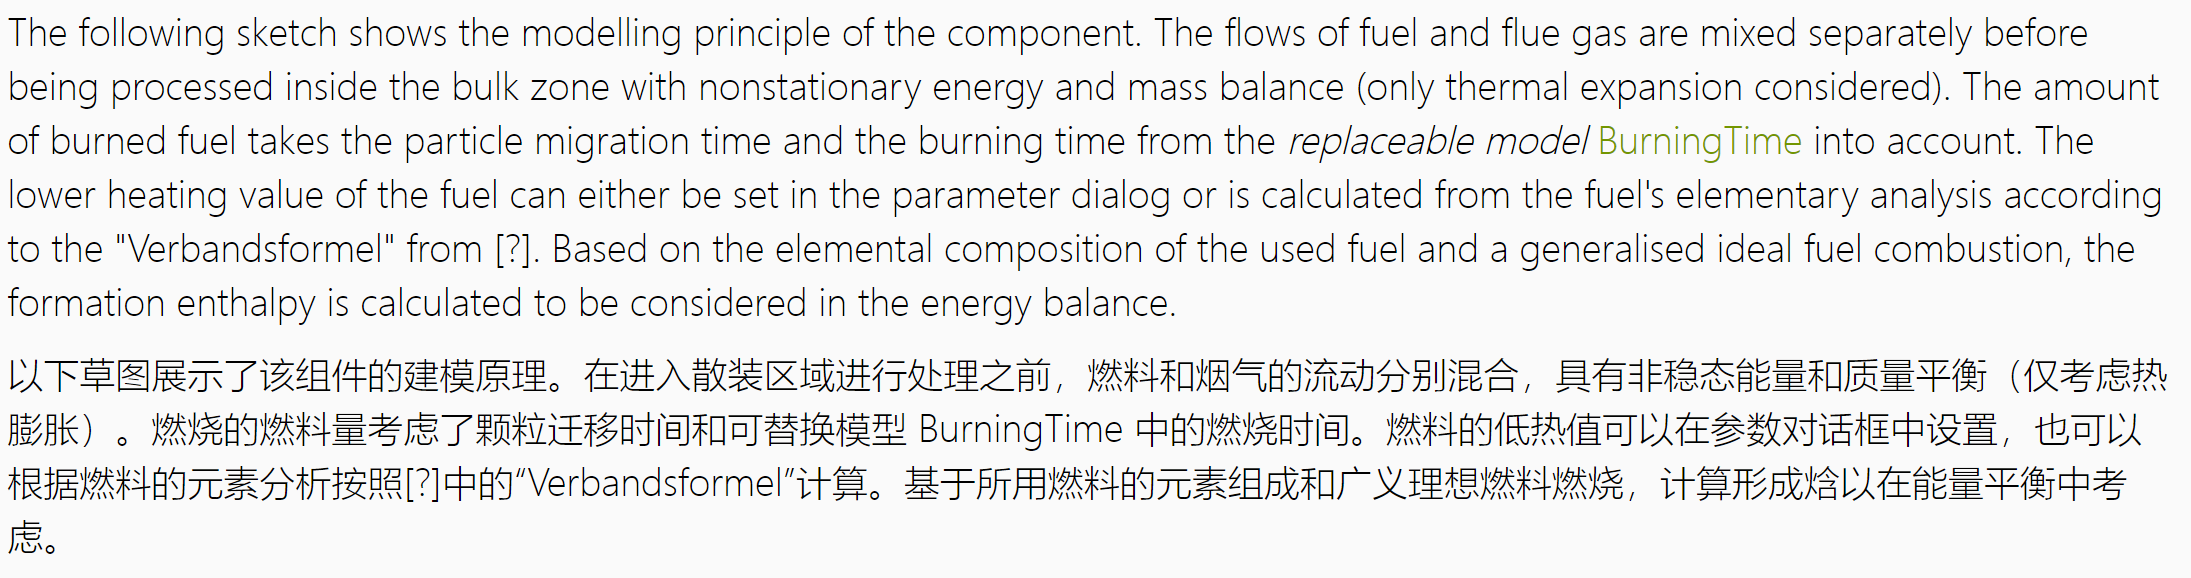 The following sketch shows the modelling principle of the component. The flows of fuel and flue gas are mixed separately before
being processed inside the bulk zone with nonstationary energy and mass balance (only thermal expansion considered). The amount
of burned fuel takes the particle migration time and the burning time from the replaceable model BurningTime into account. The
lower heating value of the fuel can either be set in the parameter dialog or is calculated from the fuel's elementary analysis according
to the "Verbandsformel" from [?]. Based on the elemental composition of the used fuel and a generalised ideal fuel combustion, the
formation enthalpy is calculated to be considered in the energy balance.
以下草图展示了该组件的建模原理。在进入散装区域进行处理之前，燃料和烟气的流动分别混合，具有非稳态能量和质量平衡（仅考虑热
膨胀）。燃烧的燃料量考虑了颗粒迁移时间和可替换模型 BurningTime 中的燃烧时间。燃料的低热值可以在参数对话框中设置，也可以
根据燃料的元素分析按照[?]中的“Verbandsformel”计算。基于所用燃料的元素组成和广义理想燃料燃烧，计算形成焓以在能量平衡中考
虑。